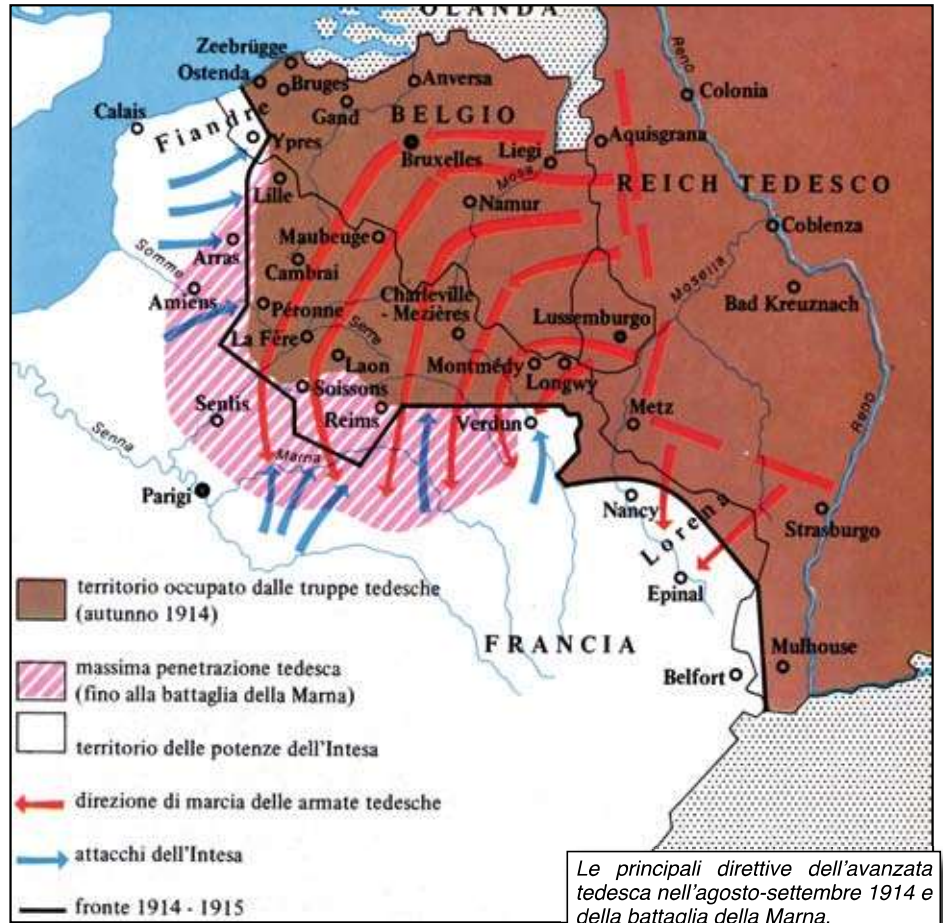 OLANDA
Zeebrügge
Ostenda
Bruges
Anversa
Reno
Colonia
Calais
Gand
BELGIO
Fiandre
Ypres
Bruxelles
Liegi
Aquisgrana
Mosa
REICH TEDESCO
Lille
Namur
Coblenza
Maubeuge
Arras
Somme
Cambrai
Mosella
Amiens
Péronne
Charleville
- Mezières
Lussemburgo
Bad Kreuznach
La Fère
Serre
Laon
Montmédy
Longwy
Soissons
Senlis
Reims
Verdun
Metz
Reno
Senna
Marna
Parigi
Nancy
Lorena
Strasburgo
Epinal
FRANCIA
Mulhouse
Belfort
territorio occupato dalle truppe tedesche
(autunno 1914)
massima penetrazione tedesca
(fino alla battaglia della Marna)
territorio delle potenze dell'Intesa
direzione di marcia delle armate tedesche
attacchi dell'Intesa
fronte 1914 - 1915
Le principali direttive dell'avanzata
tedesca nell'agosto-settembre 1914 e
della battaglia della Marna.